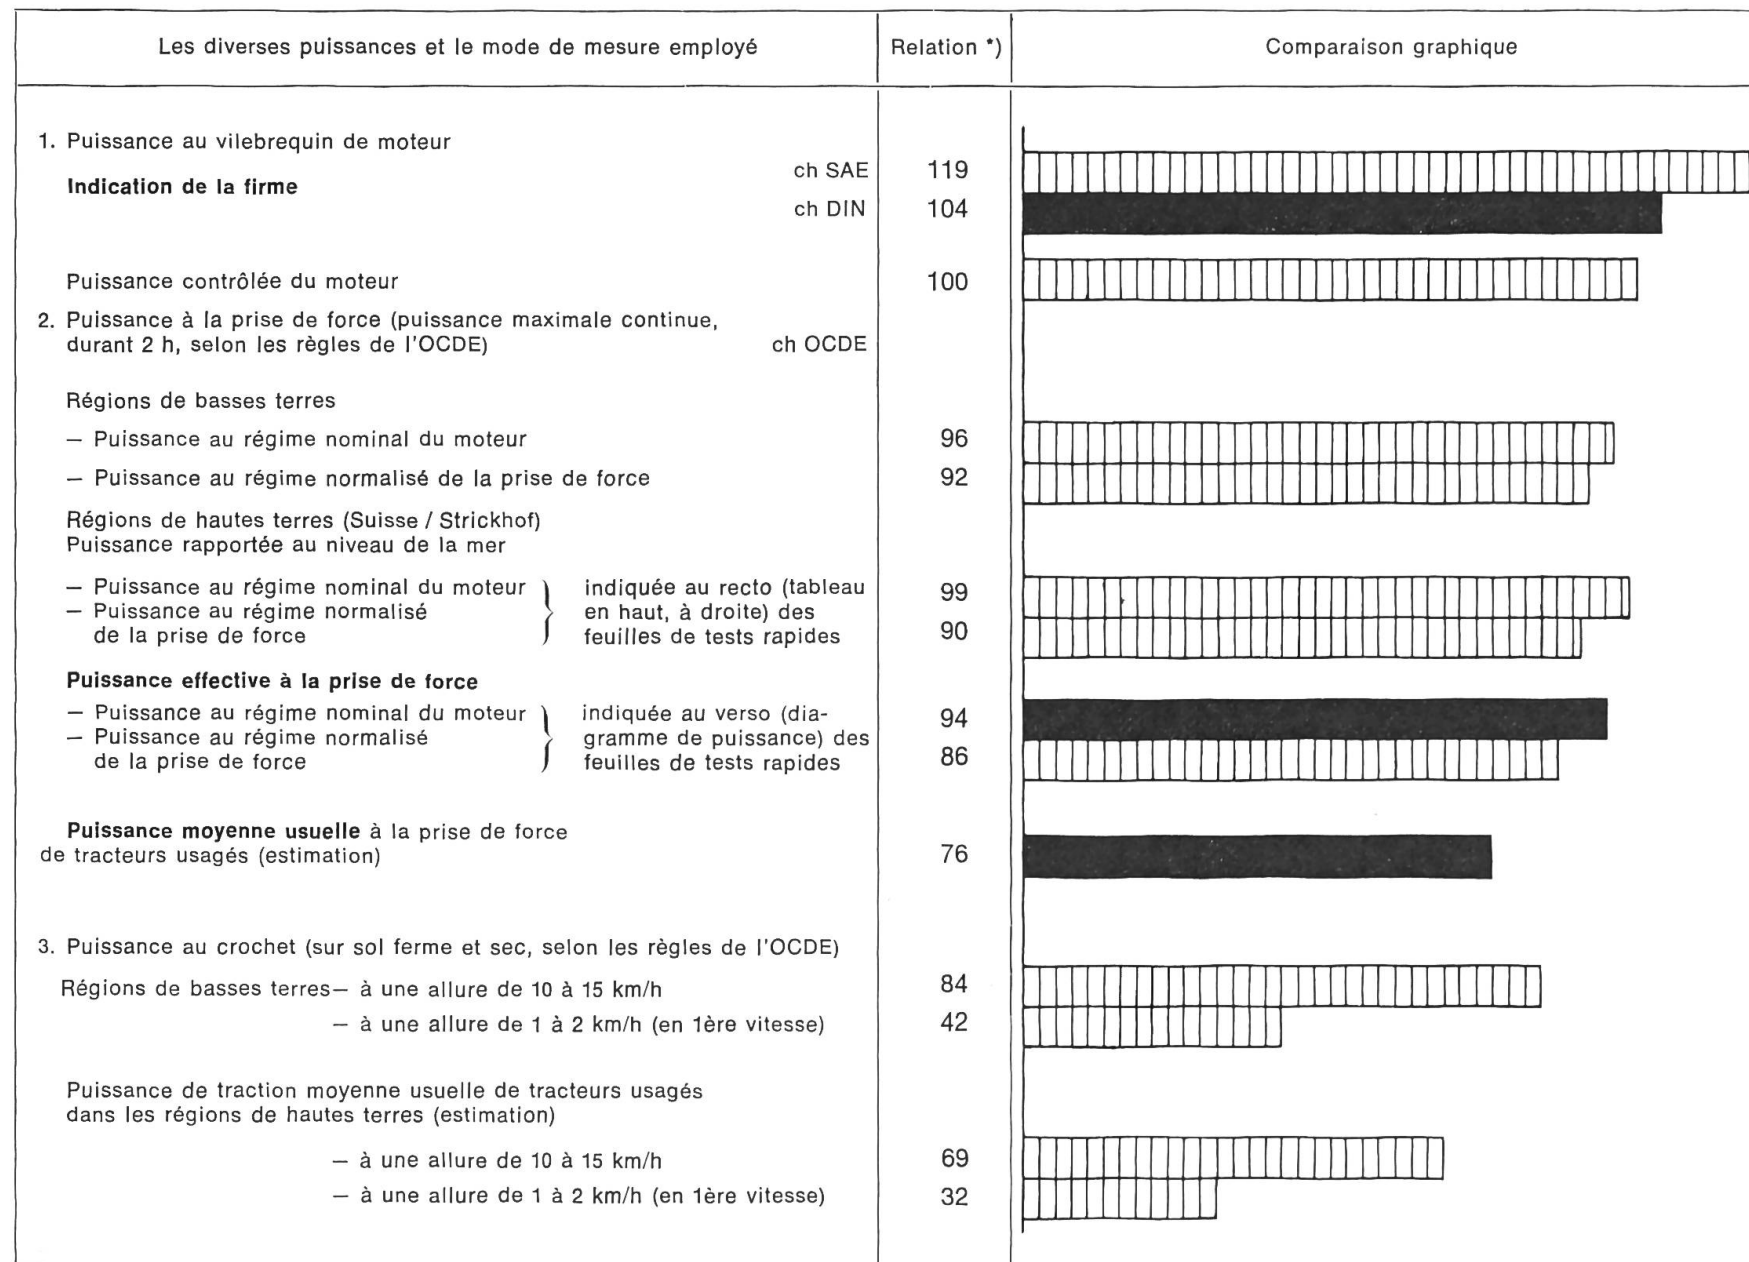 Les diverses puissances et le mode de mesure employé
Relation *)
Comparaison graphique
1. Puissance au vilebrequin de moteur
ch SAE 119
Indication de la firme
ch DIN 104
Puissance contrôlée du moteur 100
2. Puissance à la prise de force (puissance maximale continue,
durant 2 h, selon les règles de l'OCDE) ch OCDE
Régions de basses terres
— Puissance au régime nominal du moteur 96
— Puissance au régime normalisé de la prise de force 92
Régions de hautes terres (Suisse / Strickhof)
Puissance rapportée au niveau de la mer
— Puissance au régime nominal du moteur } indiquée au recto (tableau 99
— Puissance au régime normalisé en haut, à droite) des
de la prise de force feuilles de tests rapides 90
Puissance effective à la prise de force
— Puissance au régime nominal du moteur } indiquée au verso (dia- 94
— Puissance au régime normalisé gramme de puissance) des
de la prise de force feuilles de tests rapides 86
Puissance moyenne usuelle à la prise de force
de tracteurs usagés (estimation) 76
3. Puissance au crochet (sur sol ferme et sec, selon les règles de l'OCDE)
Régions de basses terres— à une allure de 10 à 15 km/h 84
— à une allure de 1 à 2 km/h (en 1ère vitesse) 42
Puissance de traction moyenne usuelle de tracteurs usagés
dans les régions de hautes terres (estimation)
— à une allure de 10 à 15 km/h 69
— à une allure de 1 à 2 km/h (en 1ère vitesse) 32